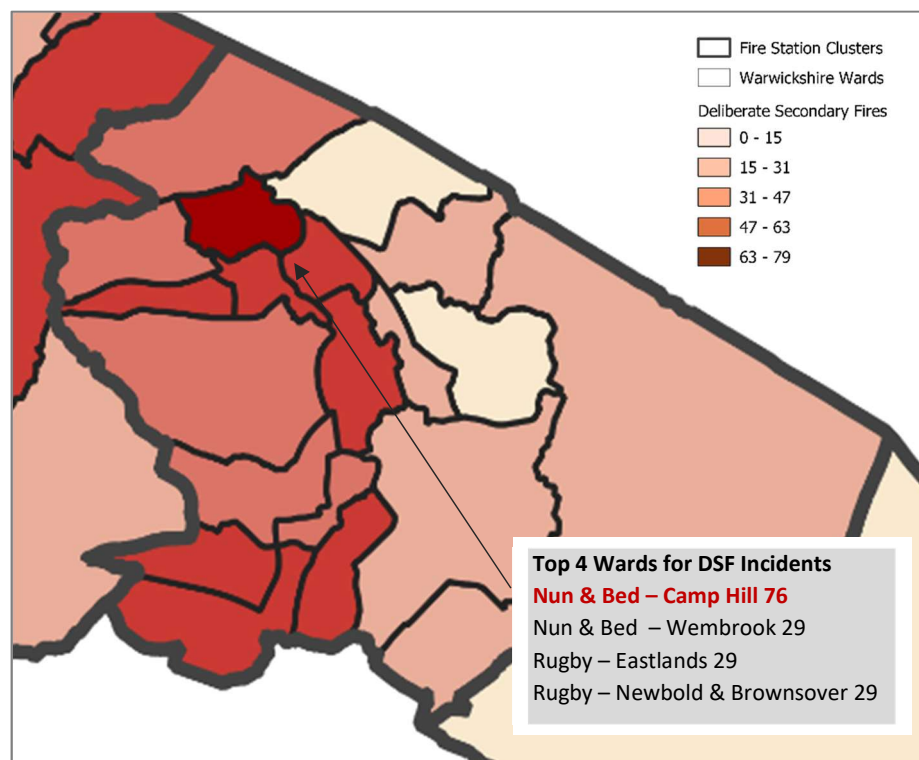 Fire Station Clusters
Warwickshire Wards
Deliberate Secondary Fires
0 - 15
15 - 31
31 - 47
47 - 63
63 - 79
Top 4 Wards for DSF Incidents
Nun & Bed – Camp Hill 76
Nun & Bed – Wembrook 29
Rugby – Eastlands 29
Rugby – Newbold & Brownsover 29